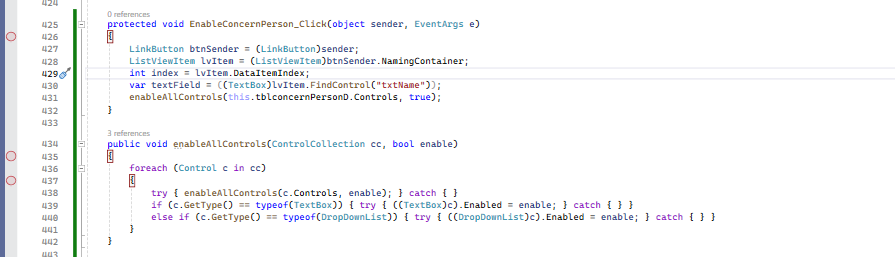 424
0 references
425 protected void EnableConcernPerson_Click(object sender, EventArgs e)
426 {
427 LinkButton btnSender = (LinkButton)sender;
428 ListViewItem lvItem = (ListViewItem)btnSender.NamingContainer;
429 int index = lvItem.DataItemIndex;
430 var textField = ((TextBox)lvItem.FindControl("txtName"));
431 enableAllControls(this.tblconcernPersonD.Controls, true);
432 }
433
3 references
434 public void enableAllControls(ControlCollection cc, bool enable)
435 {
436 foreach (Control c in cc)
437 {
438 try { enableAllControls(c.Controls, enable); } catch { }
439 if (c.GetType() == typeof(TextBox)) { try { ((TextBox)c).Enabled = enable; } catch { } }
440 else if (c.GetType() == typeof(DropDownList)) { try { ((DropDownList)c).Enabled = enable; } catch { } }
441 }
442 }
443